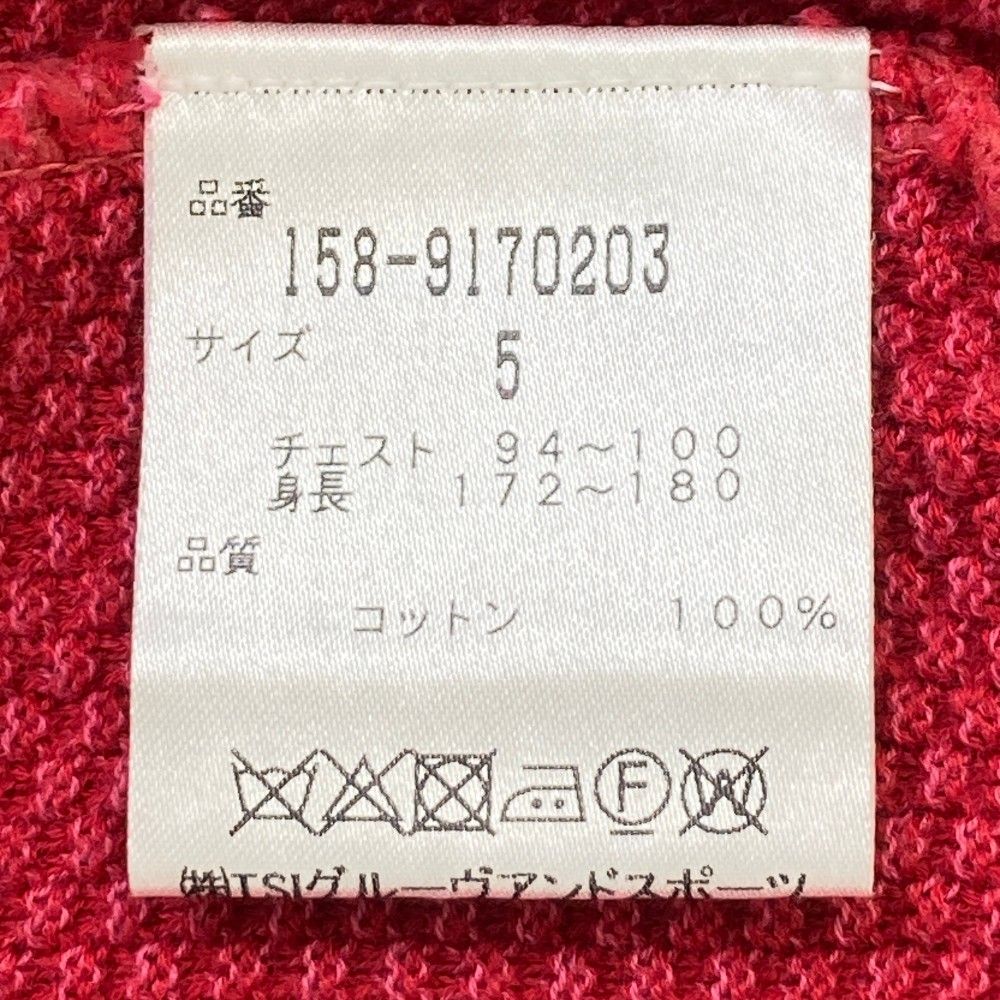 品番
158-9170203
サイズ 5
チェスト 94～100
身長 172～180
品質
コットン 100%
F W
㈱TSIグルーヴアンドスポーツ